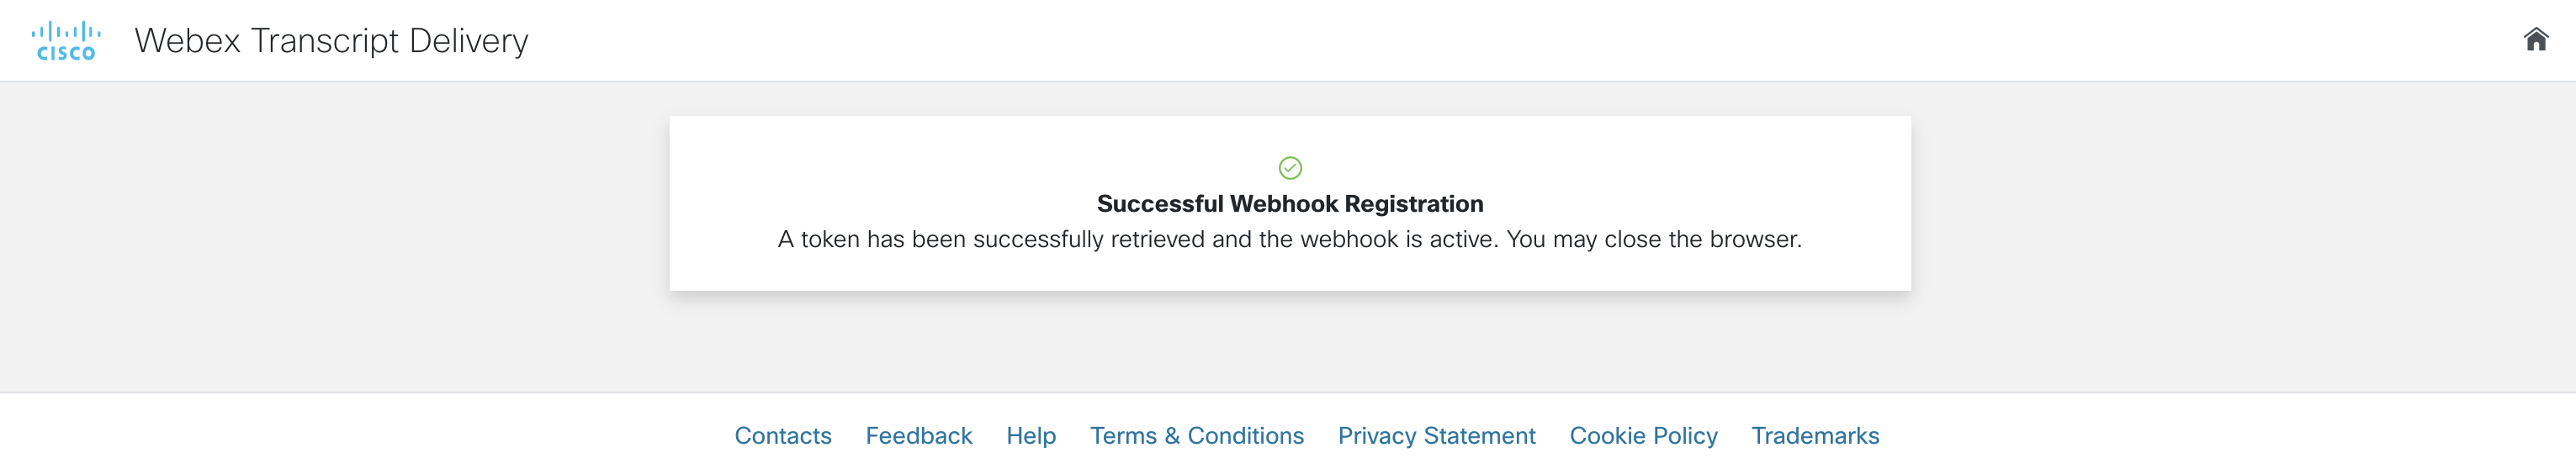 CISCO
Webex Transcript Delivery
Successful Webhook Registration
A token has been successfully retrieved and the webhook is active. You may close the browser.
Contacts Feedback Help Terms & Conditions Privacy Statement Cookie Policy Trademarks